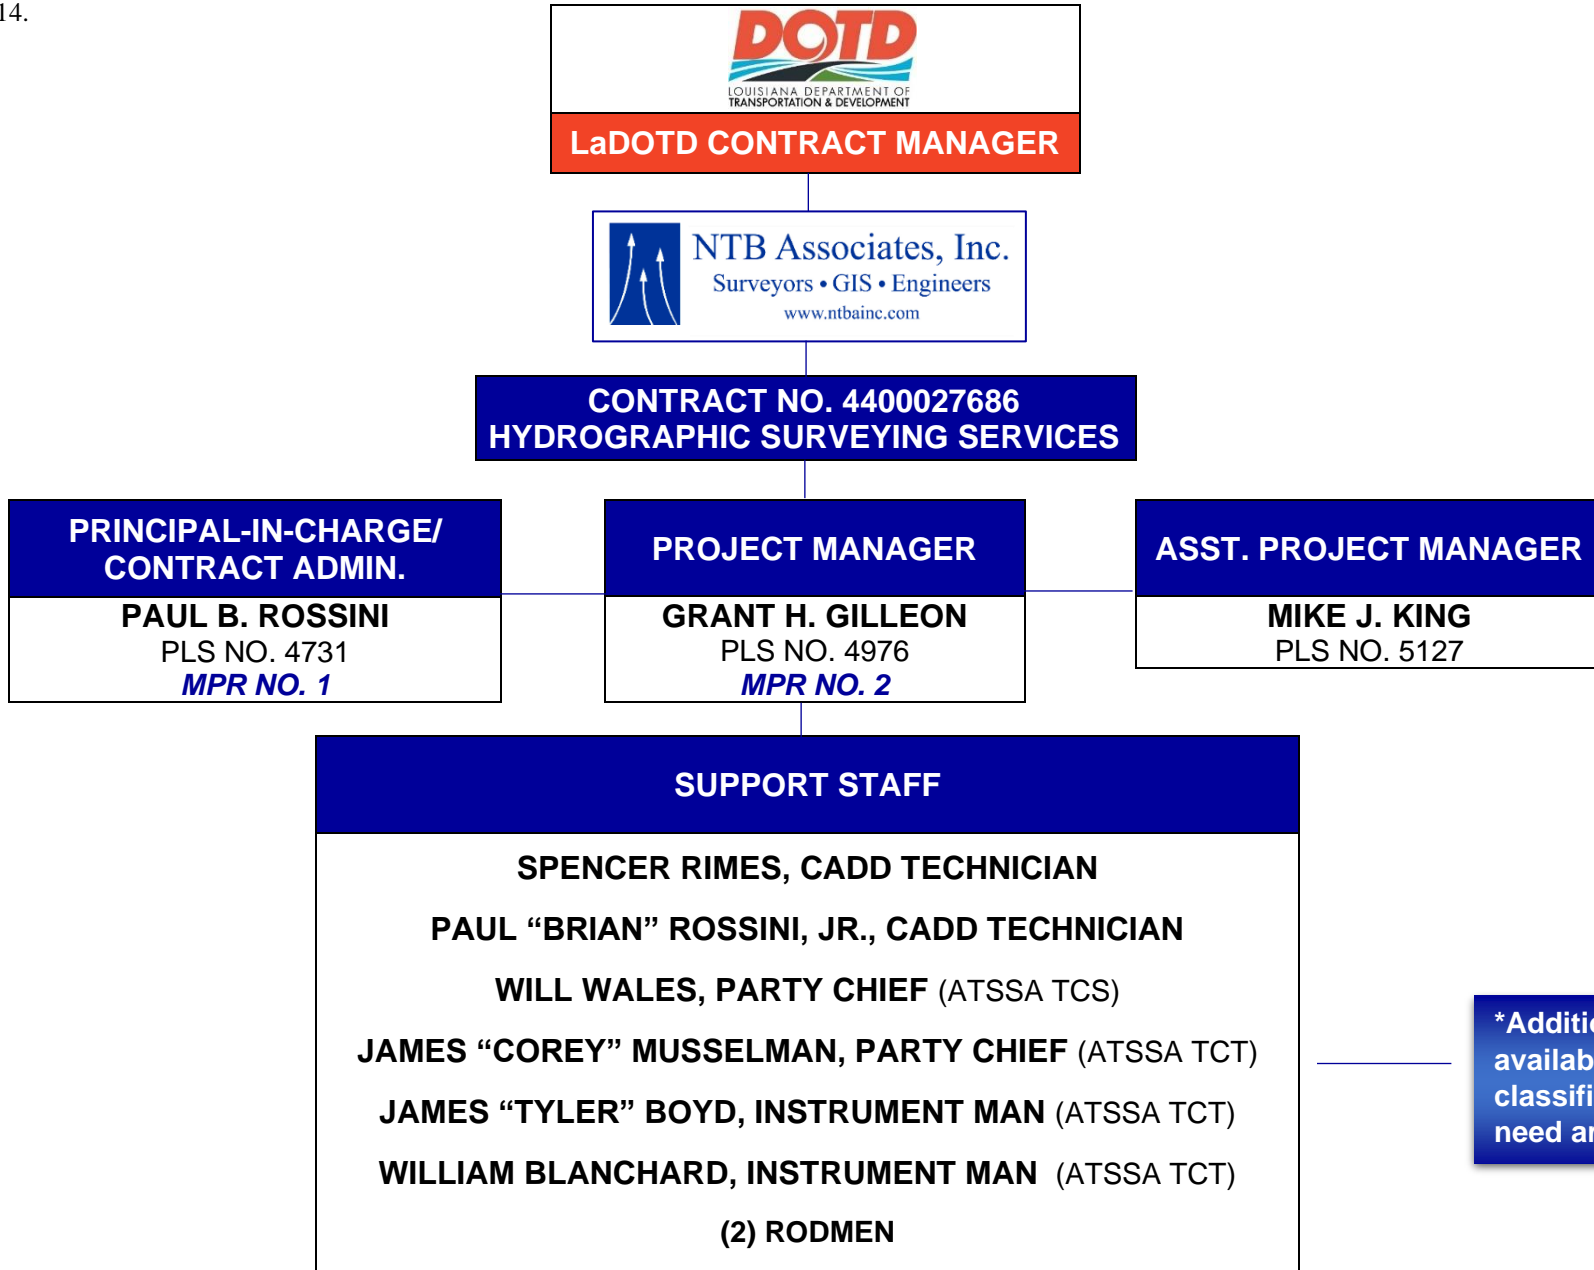 14.
DOTD
LOUISIANA DEPARTMENT OF
TRANSPORTATION & DEVELOPMENT
LaDOTD CONTRACT MANAGER
NTB Associates, Inc.
Surveyors • GIS • Engineers
www.ntbainc.com
CONTRACT NO. 4400027686
HYDROGRAPHIC SURVEYING SERVICES
PRINCIPAL-IN-CHARGE/
CONTRACT ADMIN.
PAUL B. ROSSINI
PLS NO. 4731
MPR NO. 1
PROJECT MANAGER
GRANT H. GILLEON
PLS NO. 4976
MPR NO. 2
ASST. PROJECT MANAGER
MIKE J. KING
PLS NO. 5127
SUPPORT STAFF
SPENCER RIMES, CADD TECHNICIAN
PAUL “BRIAN” ROSSINI, JR., CADD TECHNICIAN
WILL WALES, PARTY CHIEF (ATSSA TCS)
JAMES “COREY” MUSSELMAN, PARTY CHIEF (ATSSA TCT)
JAMES “TYLER” BOYD, INSTRUMENT MAN (ATSSA TCT)
WILLIAM BLANCHARD, INSTRUMENT MAN (ATSSA TCT)
(2) RODMEN
need